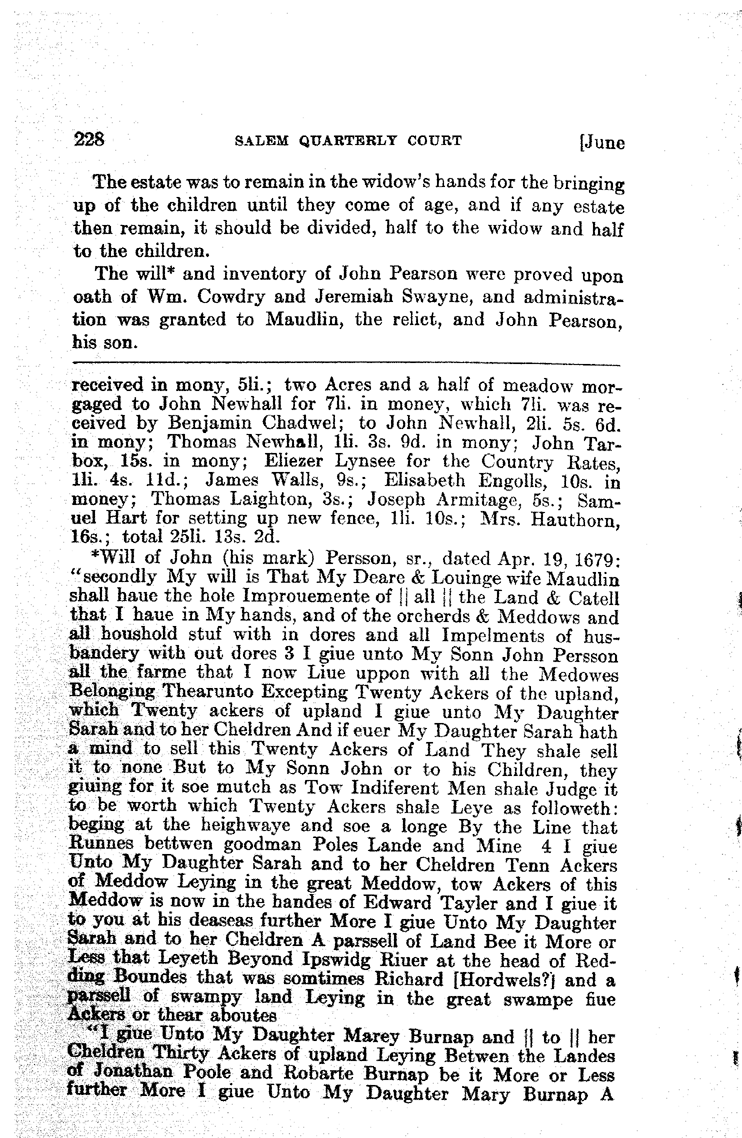 228 SALEM QUARTERLY COURT [June
The estate was to remain in the widow's hands for the bringing
up of the children until they come of age, and if any estate
then remain, it should be divided, half to the widow and half
to the children.
The will* and inventory of John Pearson were proved upon
oath of Wm. Cowdry and Jeremiah Swayne, and administra-
tion was granted to Maudlin, the relict, and John Pearson,
his son.
received in mony, 5li.; two Acres and a half of meadow mor-
gaged to John Newhall for 7li. in money, which 7li. was re-
ceived by Benjamin Chadwel; to John Newhall, 2li. 5s. 6d.
in mony; Thomas Newhall, 1li. 3s. 9d. in mony; John Tar-
box, 15s. in mony; Eliezer Lynsee for the Country Rates,
1li. 4s. 11d.; James Walls, 9s.; Elisabeth Engolls, 10s. in
money; Thomas Laighton, 3s.; Joseph Armitage, 5s.; Sam-
uel Hart for setting up new fence, 1li. 10s.; Mrs. Hauthorn,
16s.; total 25li. 13s. 2d.
*Will of John (his mark) Persson, sr., dated Apr. 19, 1679:
"secondly My will is That My Deare & Louinge wife Maudlin
shall haue the hole Improuemente of || all || the Land & Catell
that I haue in My hands, and of the orcherds & Meddows and
all houshold stuf with in dores and all Impelments of hus-
bandery with out dores 3 I giue unto My Sonn John Persson
all the farme that I now Liue uppon with all the Medowes
Belonging Thearunto Excepting Twenty Ackers of the upland,
which Twenty ackers of upland I giue unto My Daughter
Sarah and to her Cheldren And if euer My Daughter Sarah hath
a mind to sell this Twenty Ackers of Land They shale sell
it to none But to My Sonn John or to his Children, they
giuing for it soe mutch as Tow Indiferent Men shale Judge it
to be worth which Twenty Ackers shale Leye as followeth:
beging at the heighwaye and soe a longe By the Line that
Runnes bettwen goodman Poles Lande and Mine 4 I giue
Unto My Daughter Sarah and to her Cheldren Tenn Ackers
of Meddow Leying in the great Meddow, tow Ackers of this
Meddow is now in the handes of Edward Tayler and I giue it
to you at his deaseas further More I giue Unto My Daughter
Sarah and to her Cheldren A parssell of Land Bee it More or
Less that Leyeth Beyond Ipswidg Riuer at the head of Red-
ding Boundes that was somtimes Richard [Hordwels?] and a
parssell of swampy land Leying in the great swampe fiue
Ackers or thear aboutes
"I giue Unto My Daughter Marey Burnap and || to || her
Cheldren Thirty Ackers of upland Leying Betwen the Landes
of Jonathan Poole and Robarte Burnap be it More or Less
further More I giue Unto My Daughter Mary Burnap A